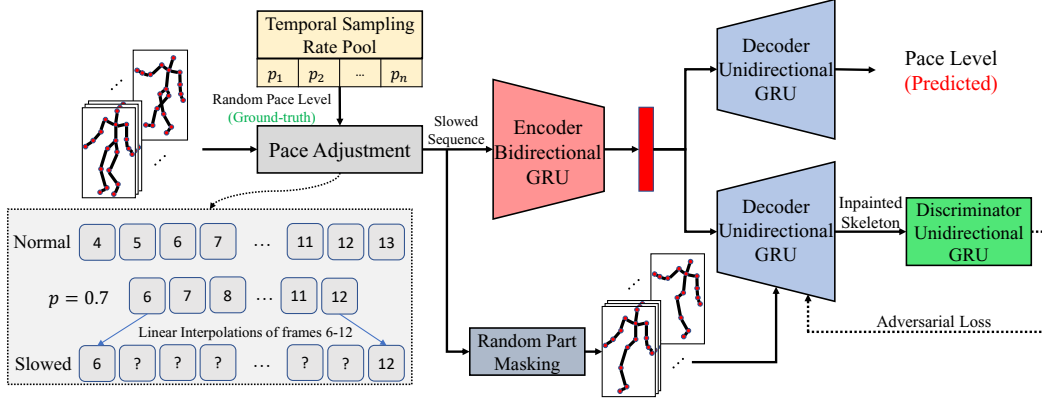 Temporal Sampling
Rate Pool
p₁ p₂ ... pₙ
Random Pace Level
(Ground-truth)
Pace Adjustment
Slowed
Sequence
Encoder
Bidirectional
GRU
Decoder
Unidirectional
GRU
Pace Level
(Predicted)
Decoder
Unidirectional
GRU
Inpainted
Skeleton
Discriminator
Unidirectional
GRU
Adversarial Loss
Random Part
Masking
Normal 4 5 6 7 ... 11 12 13
p = 0.7 6 7 8 ... 11 12
Linear Interpolations of frames 6-12
Slowed 6 ? ? ? ... ? ? 12